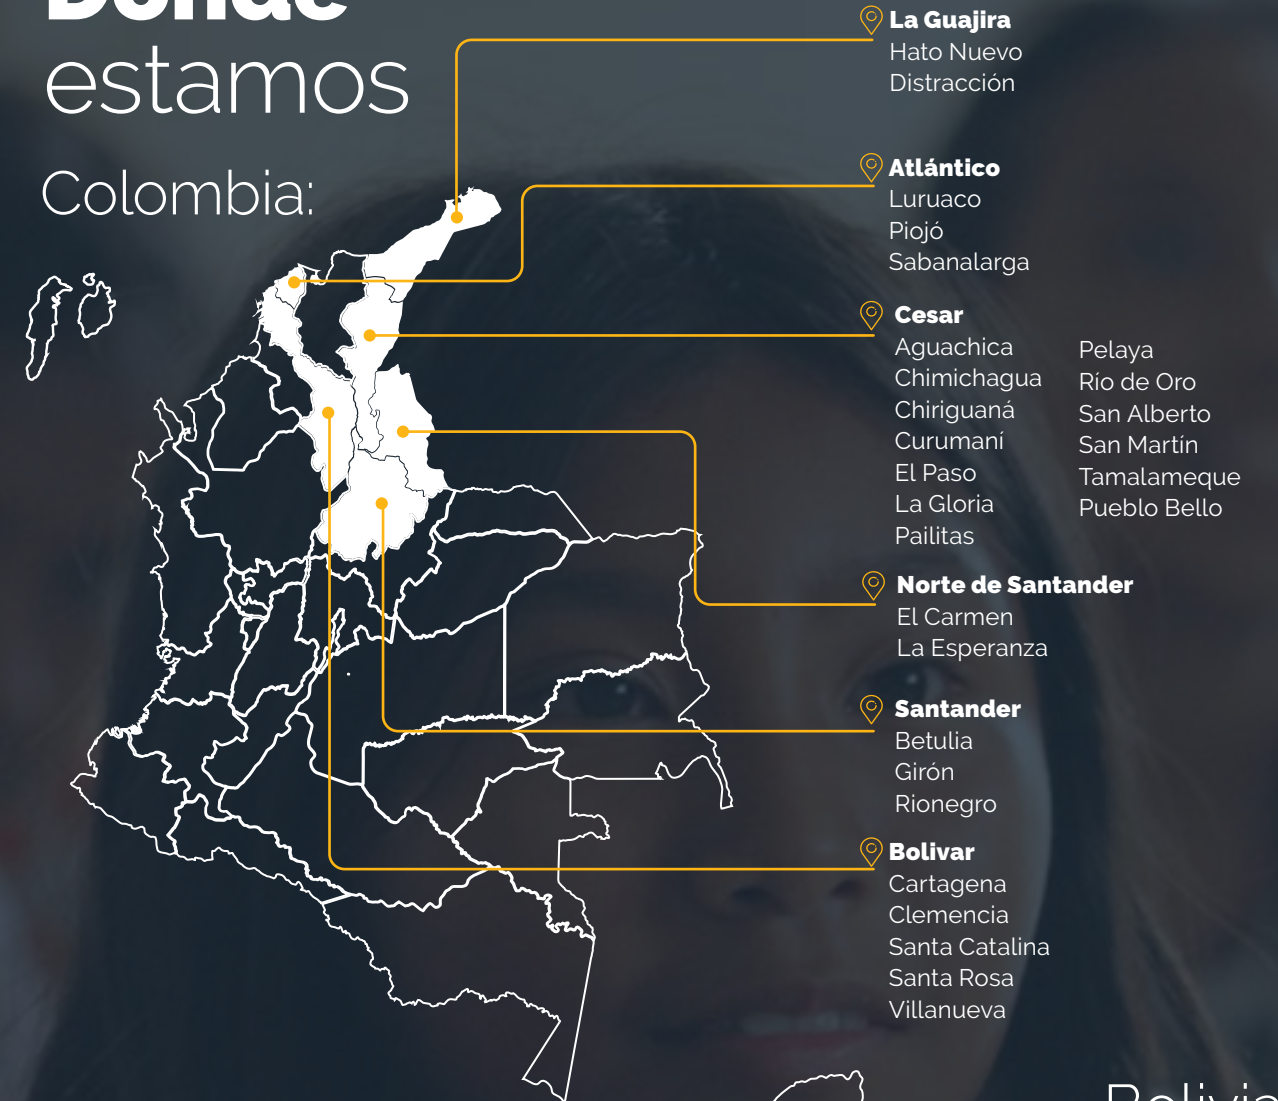 Donde
estamos
Colombia:
La Guajira
Hato Nuevo
Distracción
Atlántico
Luruaco
Piojó
Sabanalarga
Cesar
Aguachica
Chimichagua
Chiriguaná
Curumaní
El Paso
La Gloria
Pailitas
Pelaya
Río de Oro
San Alberto
San Martín
Tamalameque
Pueblo Bello
Norte de Santander
El Carmen
La Esperanza
Santander
Betulia
Girón
Rionegro
Bolivar
Cartagena
Clemencia
Santa Catalina
Santa Rosa
Villanueva
Bolivia